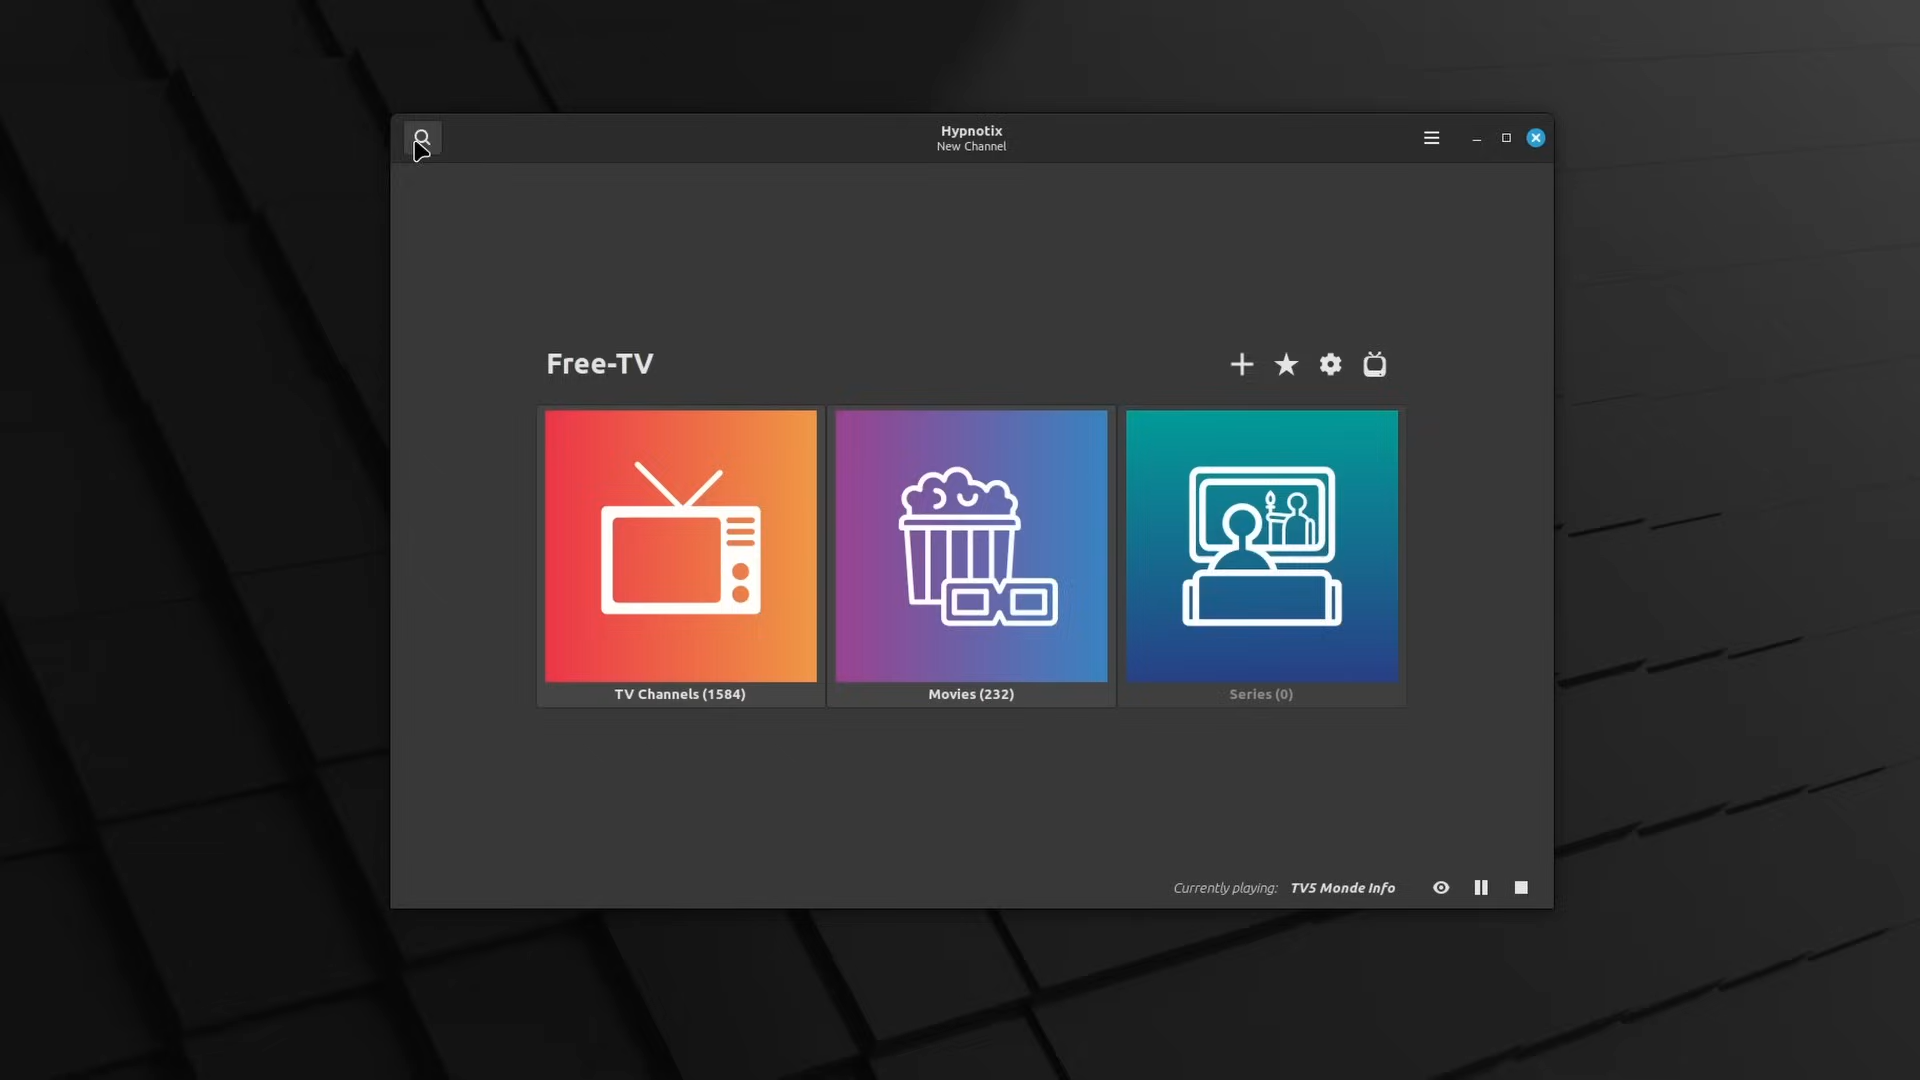 Hypnotix
New Channel
Free-TV
TV Channels (1584)
Movies (232)
Series (0)
Currently playing: TV5 Monde Info